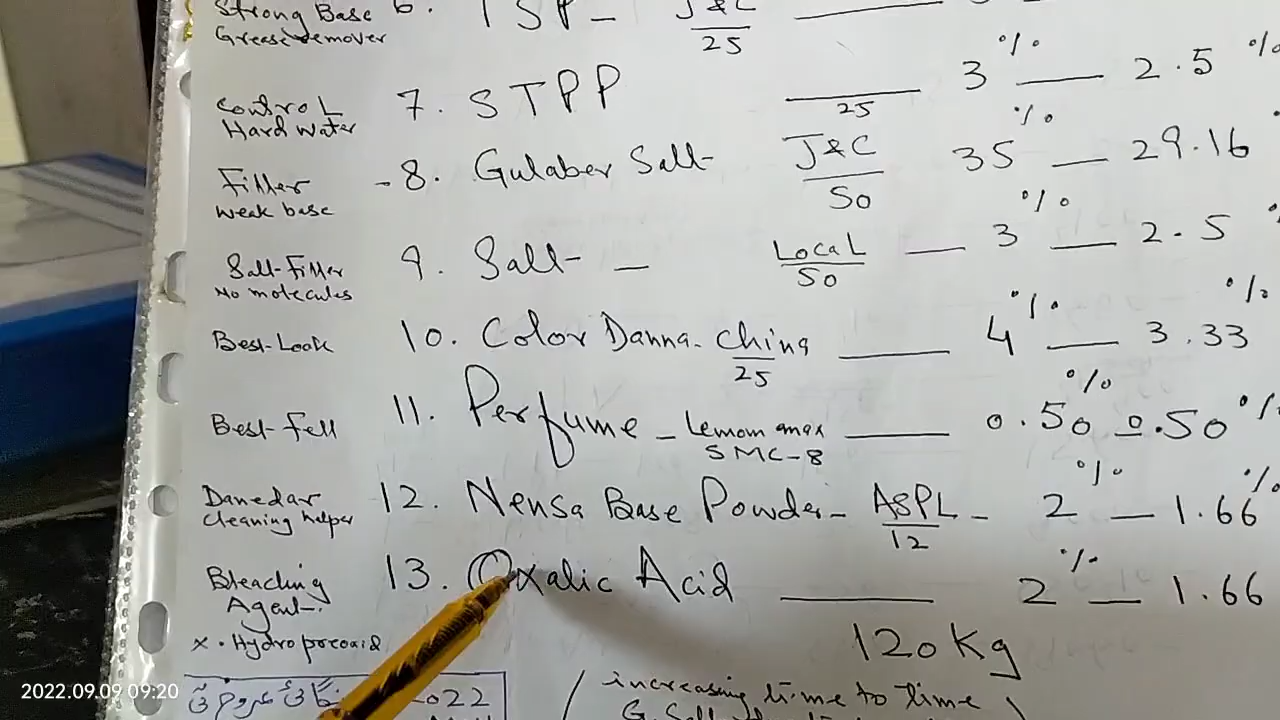 Strong Base 6. TSP - J&C
Grease remover 25
Control 7. STPP 25 3% 2.5%
Hard water
Filler - 8. Gulaber Salt J&C 35% 29.16
Weak base 50
Salt-Filler 9. Salt - Local 3% 2.5%
No molecules 50
Best-Look 10. Color Danna - China 4% 3.33%
25
Best-Fell 11. Perfume - Lemom max 0.50% 0.50%
SMC-8
Danedar 12. Nensa Base Powder - ASPL - 2% 1.66%
Cleaning helper 12
Bleaching 13. Oxalic Acid 2% 1.66
Agent-
x. Hydroporoaid 120 Kg
2022.09.09 09:20
2022
increasing time to time